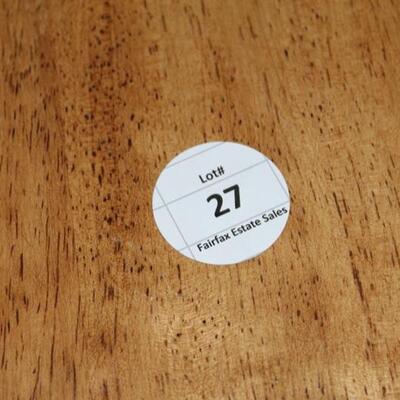 Lot#
27
Fairfax Estate Sales